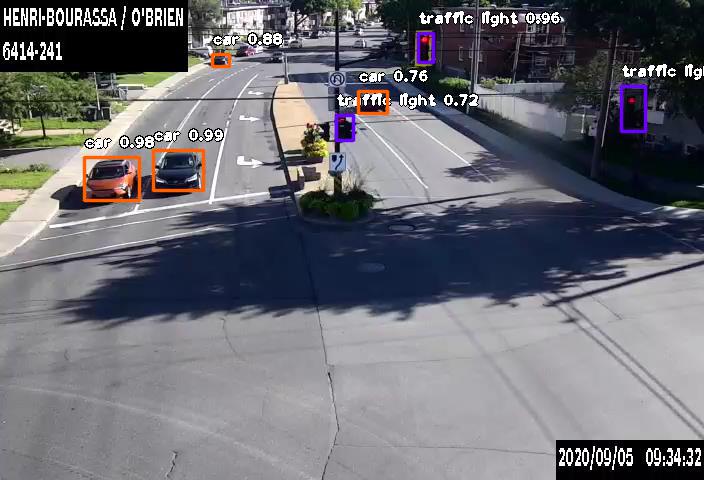 HENRI-BOURASSA / O'BRIEN
6414-241
car 0.88
traffic light 0.96
car 0.76
traffic lig
traffic light 0.72
car 0.98
car 0.99
2020/09/05 09:34:32